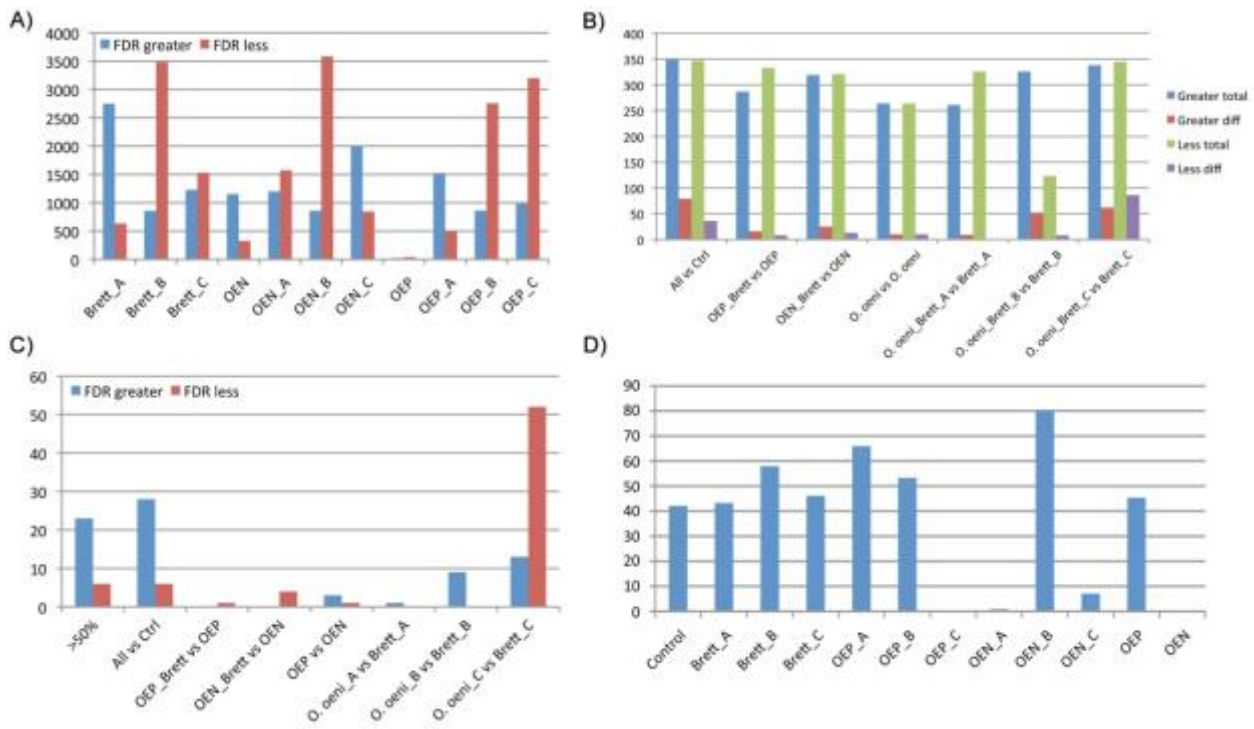 A)
FDR greater FDR less
4000
3500
3000
2500
2000
1500
1000
500
0
Brett_A Brett_B Brett_C OEN OEN_A OEN_B OEN_C OEP OEP_A OEP_B OEP_C
B)
400
350
300
250
200
150
100
50
0
Greater total
Greater diff
Less total
Less diff
All vs Ctrl OEP_Brett vs OEP OEN_Brett vs OEN O. oeni vs O. oeni O. oeni_Brett_A vs Brett_A O. oeni_Brett_B vs Brett_B O. oeni_Brett_C vs Brett_C
C)
FDR greater FDR less
60
50
40
30
20
10
0
>50% All vs Ctrl OEP_Brett vs OEP OEN_Brett vs OEN OEP vs OEN O. oeni_A vs Brett_A O. oeni_B vs Brett_B O. oeni_C vs Brett_C
D)
90
80
70
60
50
40
30
20
10
0
Control Brett_A Brett_B Brett_C OEP_A OEP_B OEP_C OEN_A OEN_B OEN_C OEP OEN